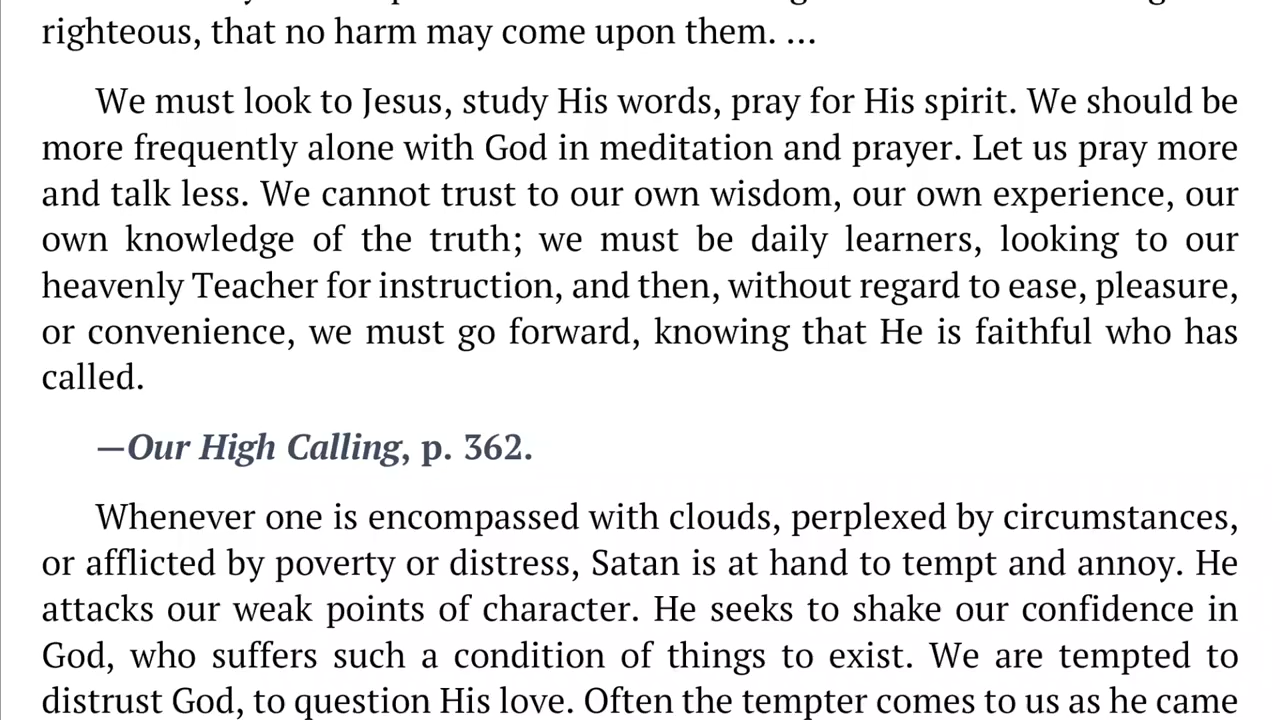 righteous, that no harm may come upon them. ...
We must look to Jesus, study His words, pray for His spirit. We should be
more frequently alone with God in meditation and prayer. Let us pray more
and talk less. We cannot trust to our own wisdom, our own experience, our
own knowledge of the truth; we must be daily learners, looking to our
heavenly Teacher for instruction, and then, without regard to ease, pleasure,
or convenience, we must go forward, knowing that He is faithful who has
called.
—Our High Calling, p. 362.
Whenever one is encompassed with clouds, perplexed by circumstances,
or afflicted by poverty or distress, Satan is at hand to tempt and annoy. He
attacks our weak points of character. He seeks to shake our confidence in
God, who suffers such a condition of things to exist. We are tempted to
distrust God, to question His love. Often the tempter comes to us as he came